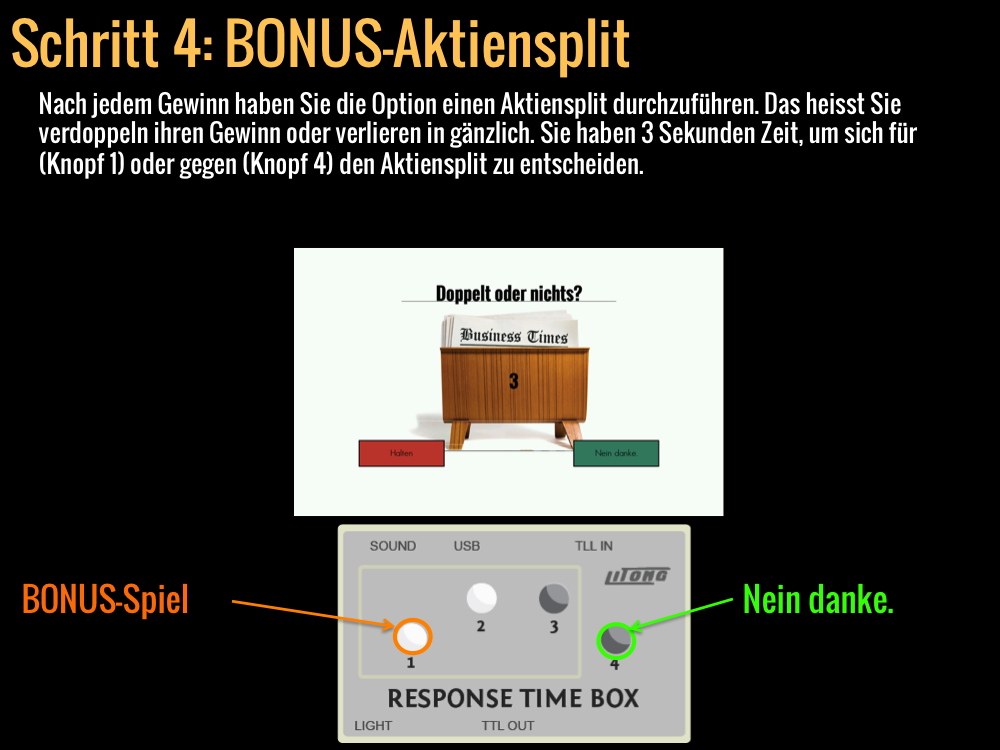 Schritt 4: BONUS-Aktiensplit
Nach jedem Gewinn haben Sie die Option einen Aktiensplit durchzuführen. Das heisst Sie
verdoppeln ihren Gewinn oder verlieren in gänzlich. Sie haben 3 Sekunden Zeit, um sich für
(Knopf 1) oder gegen (Knopf 4) den Aktiensplit zu entscheiden.
Doppelt oder nichts?
Business Times
3
Halten
Nein danke.
SOUND USB TLL IN
LITONG
BONUS-Spiel
Nein danke.
2 3
1 4
RESPONSE TIME BOX
LIGHT TTL OUT